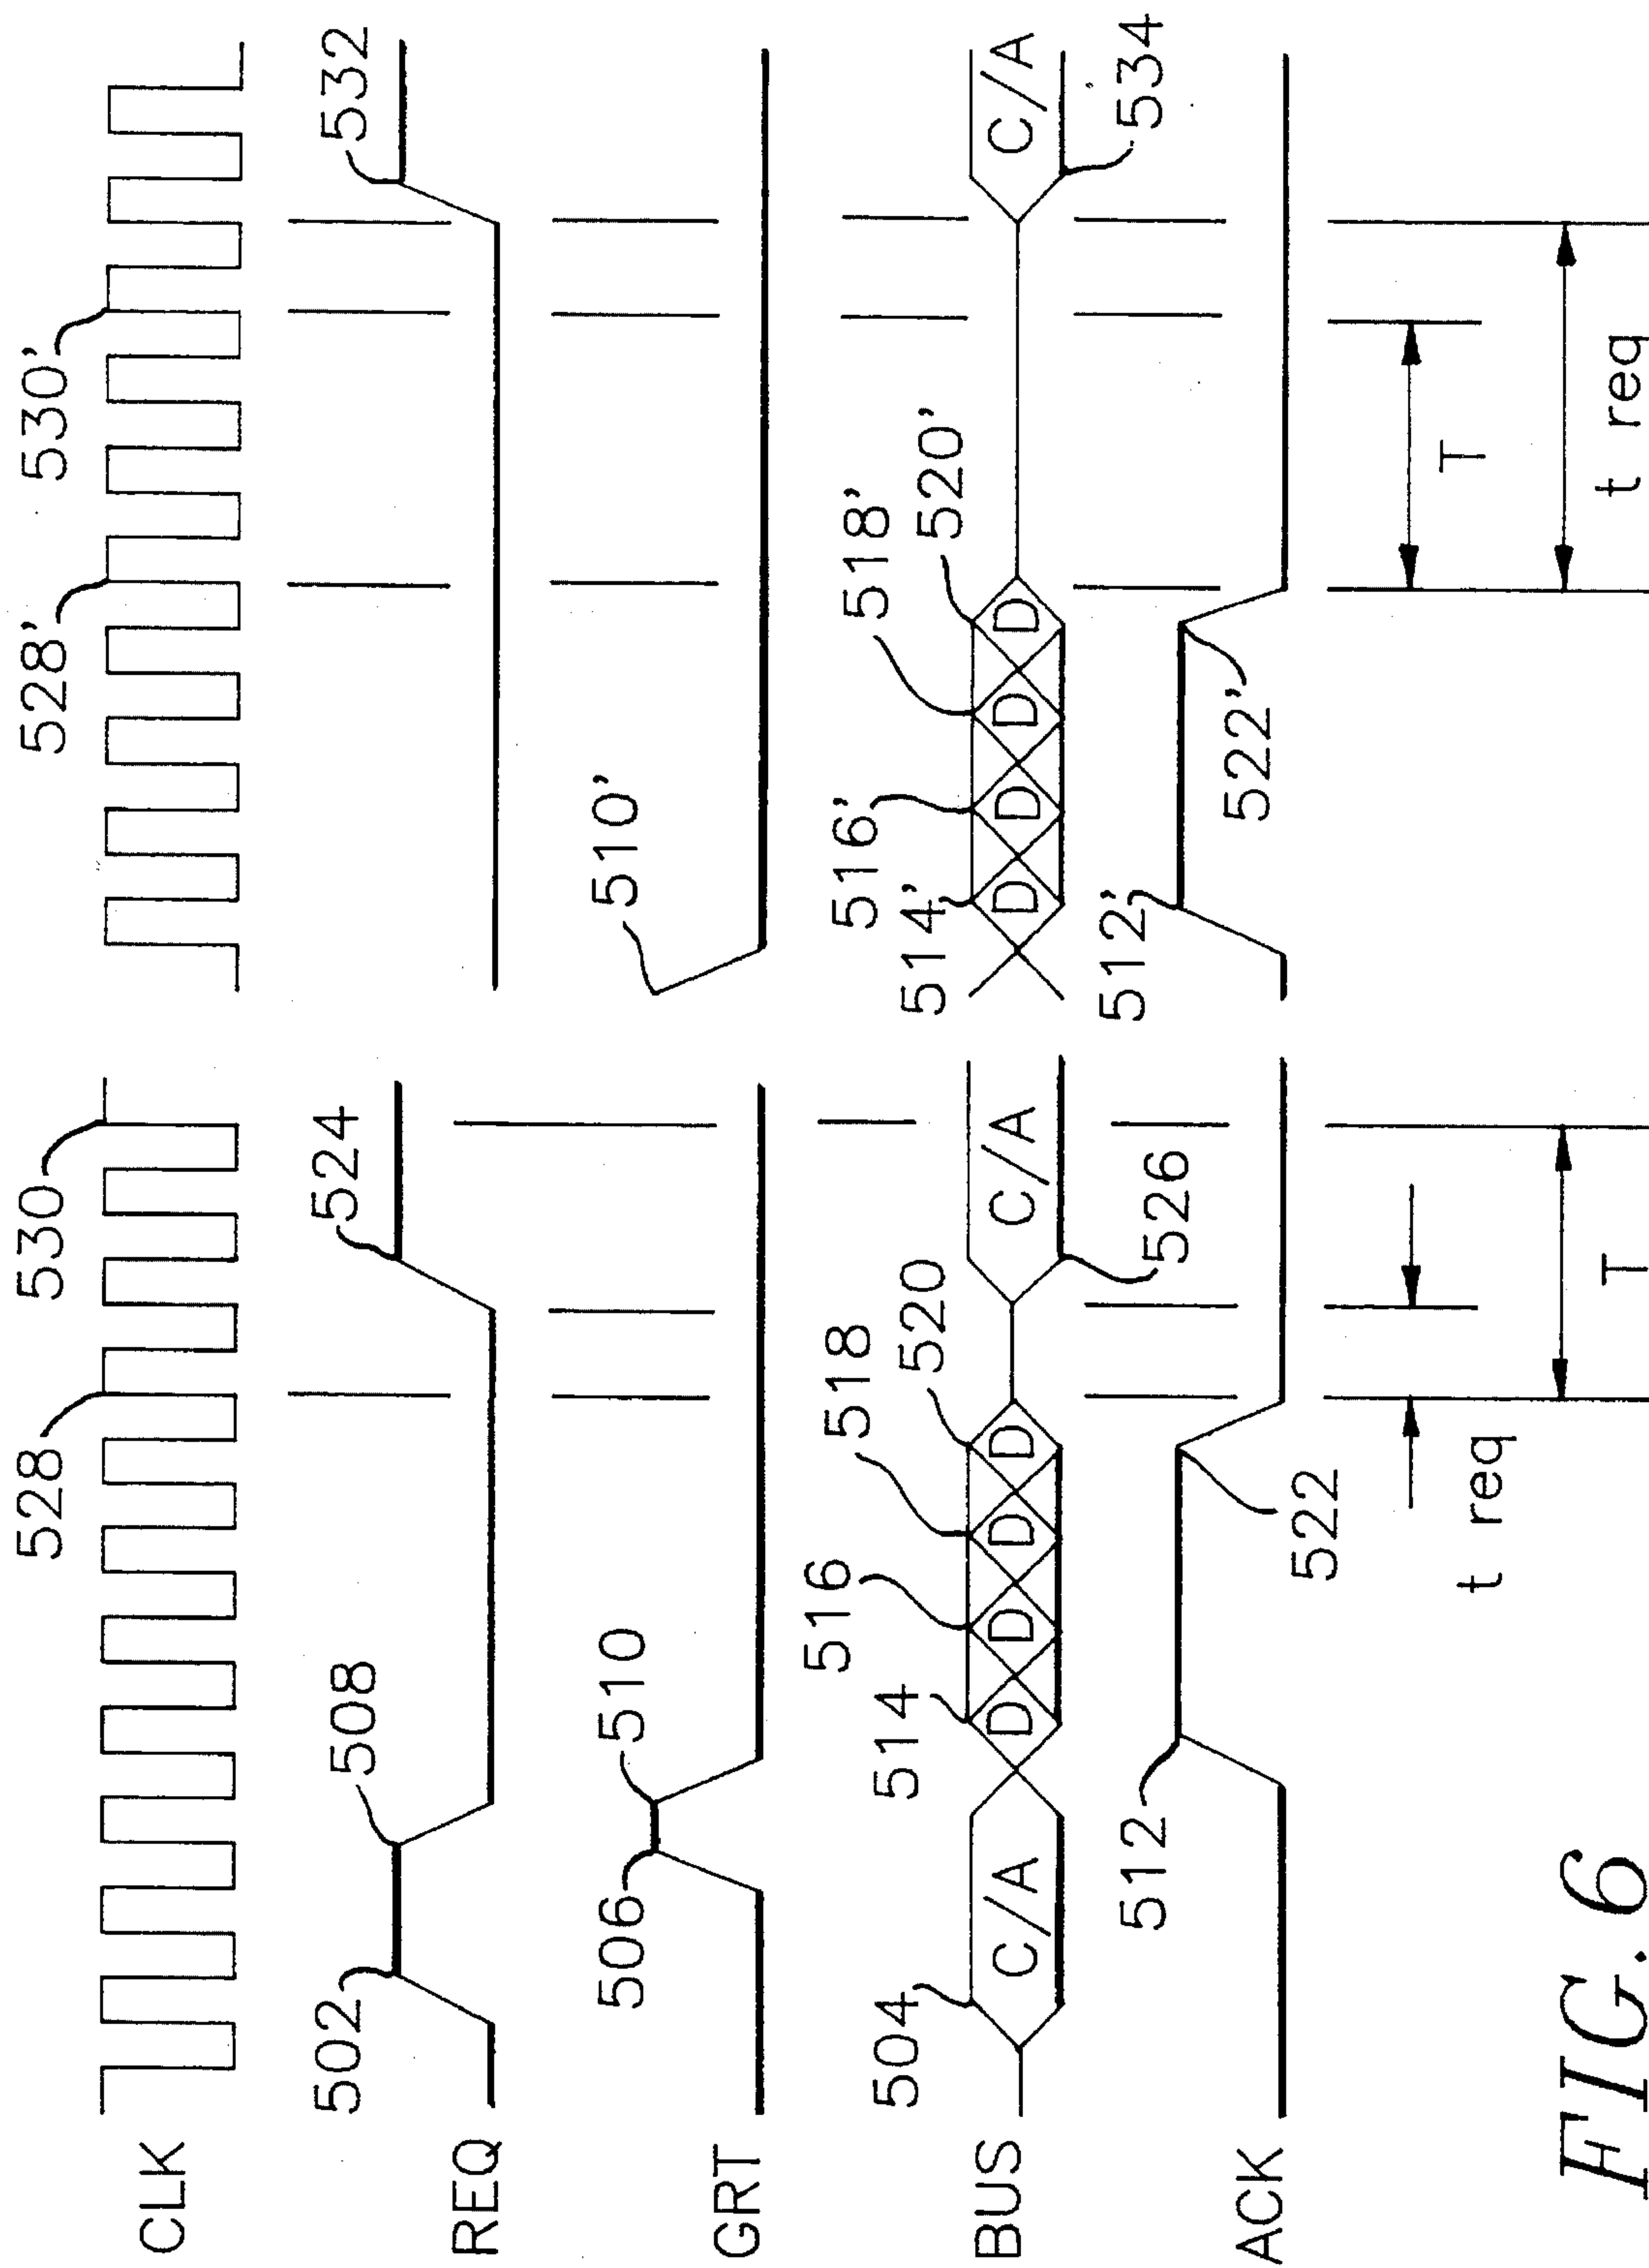 528 530 528' 530'
CLK
502 508 524 532
REQ
506 510 510'
GRT
504 514 516 518 520 514' 516' 518' 520'
BUS C/A D D D D C/A D D D D C/A
526 534
512 522 512' 522'
ACK
t req T T t req
FIG. 6